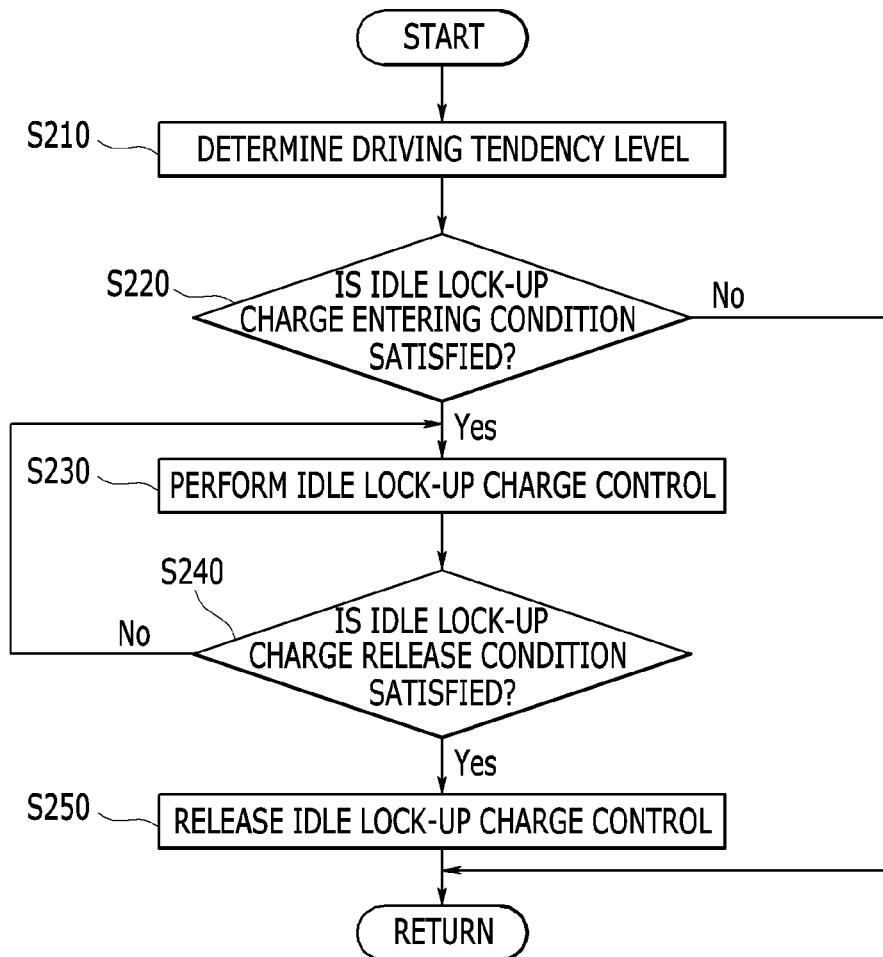 START
S210
DETERMINE DRIVING TENDENCY LEVEL
S220
IS IDLE LOCK-UP
CHARGE ENTERING CONDITION
SATISFIED?
No
Yes
S230
PERFORM IDLE LOCK-UP CHARGE CONTROL
S240
IS IDLE LOCK-UP
CHARGE RELEASE CONDITION
SATISFIED?
No
Yes
S250
RELEASE IDLE LOCK-UP CHARGE CONTROL
RETURN